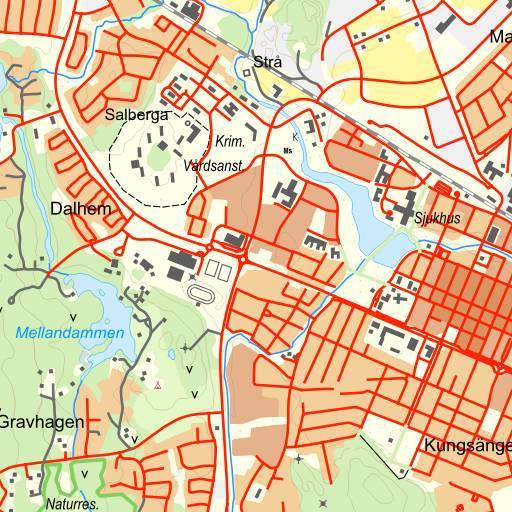 Strå
Ma
Salberga
K
Krim.
Ms
Vårdsanst.
Dalhem
Sjukhus
Mellandammen
Gravhagen
Kungsänge
Naturres.